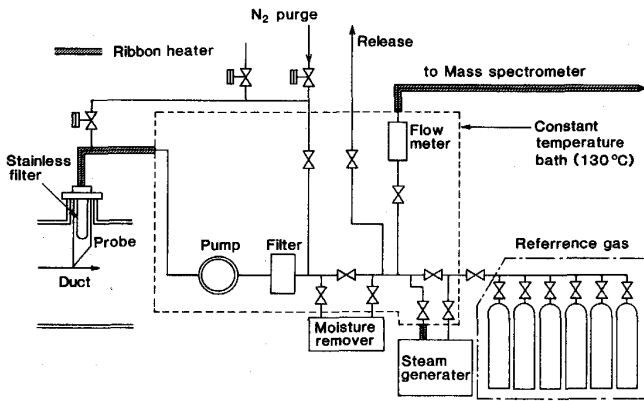 N2 purge
Release
Ribbon heater
to Mass spectrometer
Flow
meter
Constant
temperature
bath (130°C)
Stainless
filter
Probe
Duct
Pump
Filter
Moisture
remover
Steam
generater
Referrence gas